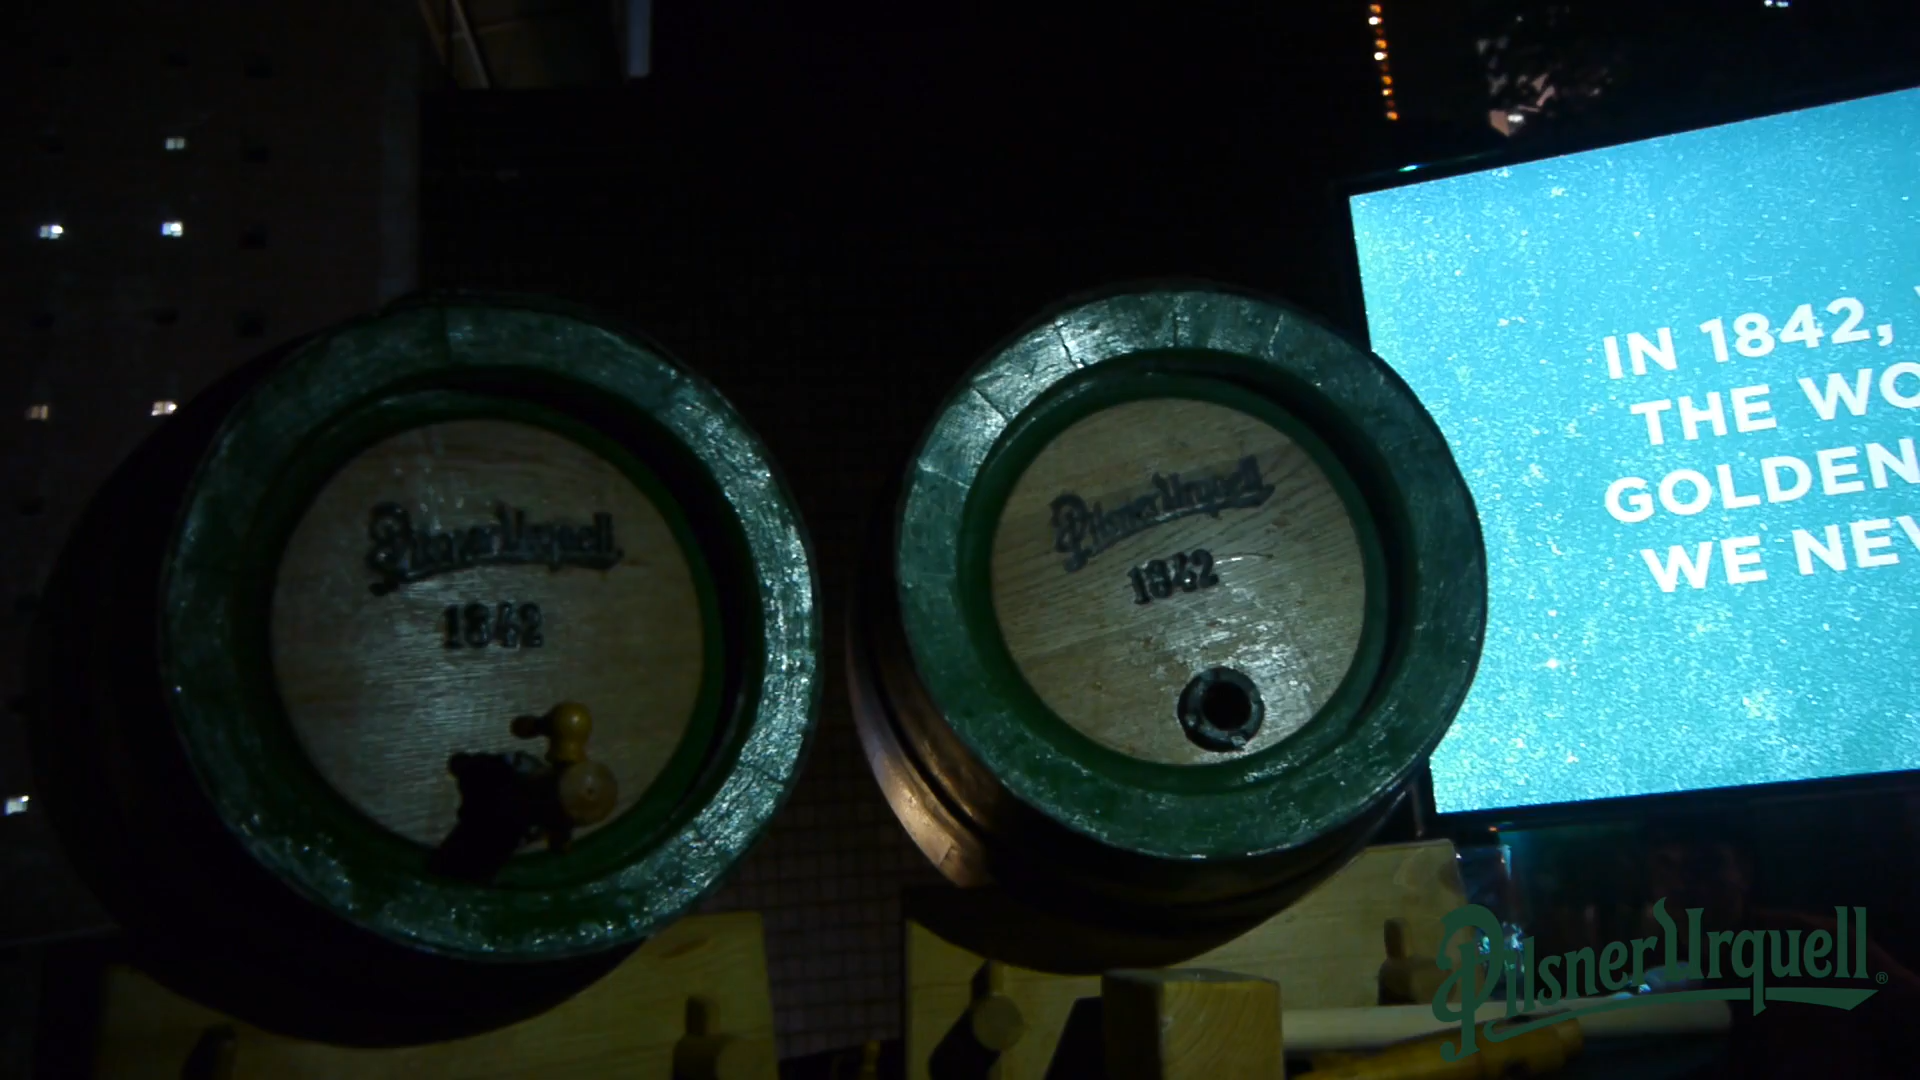 Pilsner Urquell
1842
Pilsner Urquell
1842
IN 1842,
THE WO
GOLDEN
WE NEV
Pilsner Urquell®